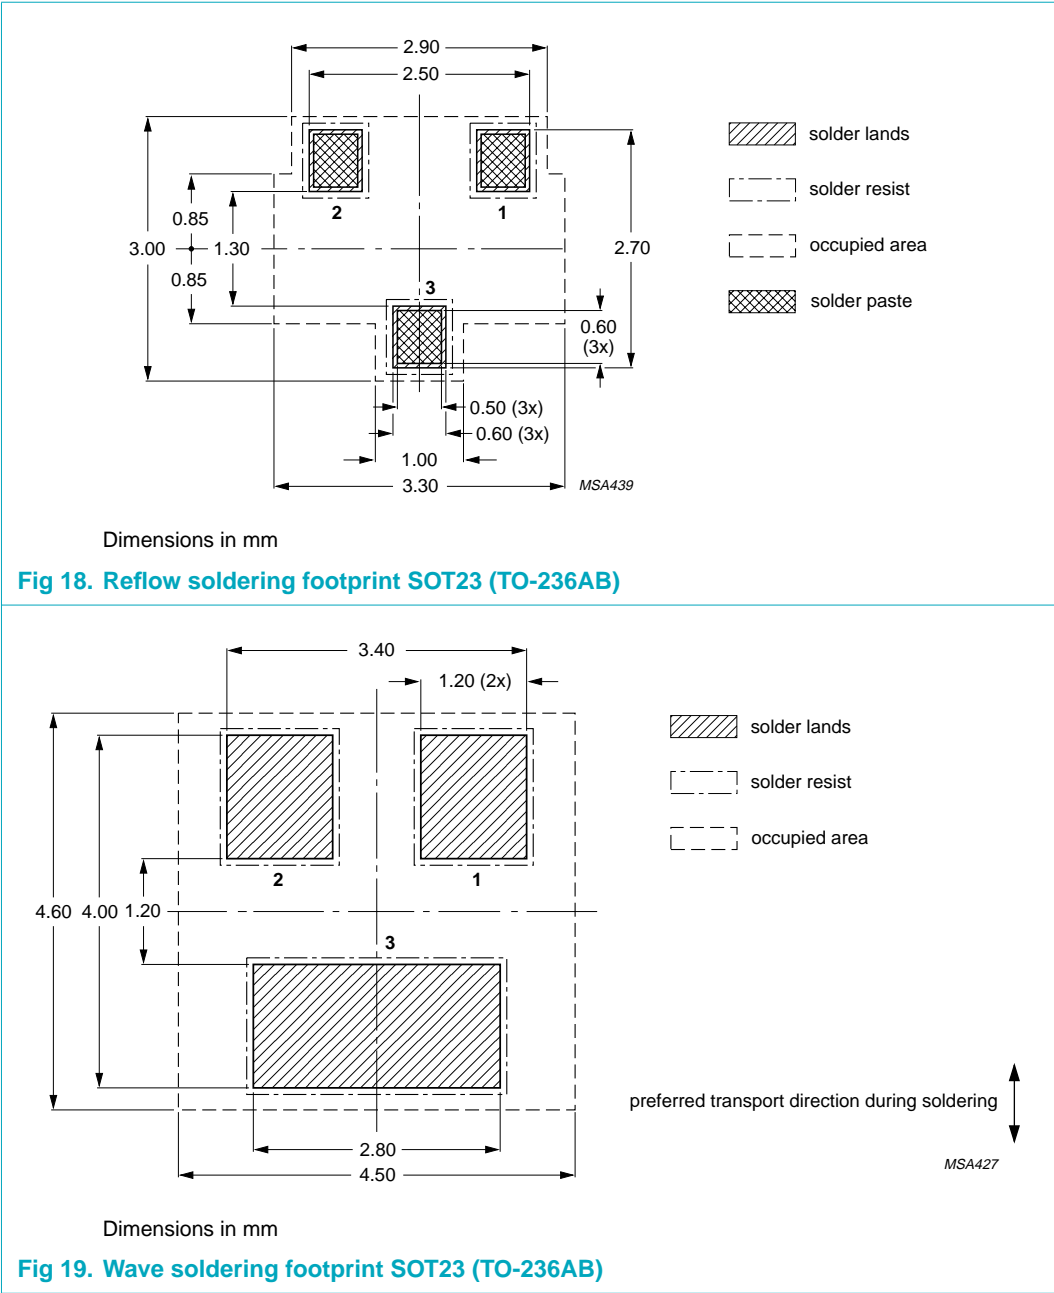 2.90
2.50
solder lands
solder resist
2
1
0.85
3.00
1.30
2.70
occupied area
0.85
3
solder paste
0.60
(3x)
0.50 (3x)
0.60 (3x)
1.00
3.30
MSA439
Dimensions in mm
Fig 18. Reflow soldering footprint SOT23 (TO-236AB)
3.40
1.20 (2x)
solder lands
solder resist
occupied area
2
1
4.60
4.00
1.20
3
preferred transport direction during soldering
2.80
4.50
MSA427
Dimensions in mm
Fig 19. Wave soldering footprint SOT23 (TO-236AB)